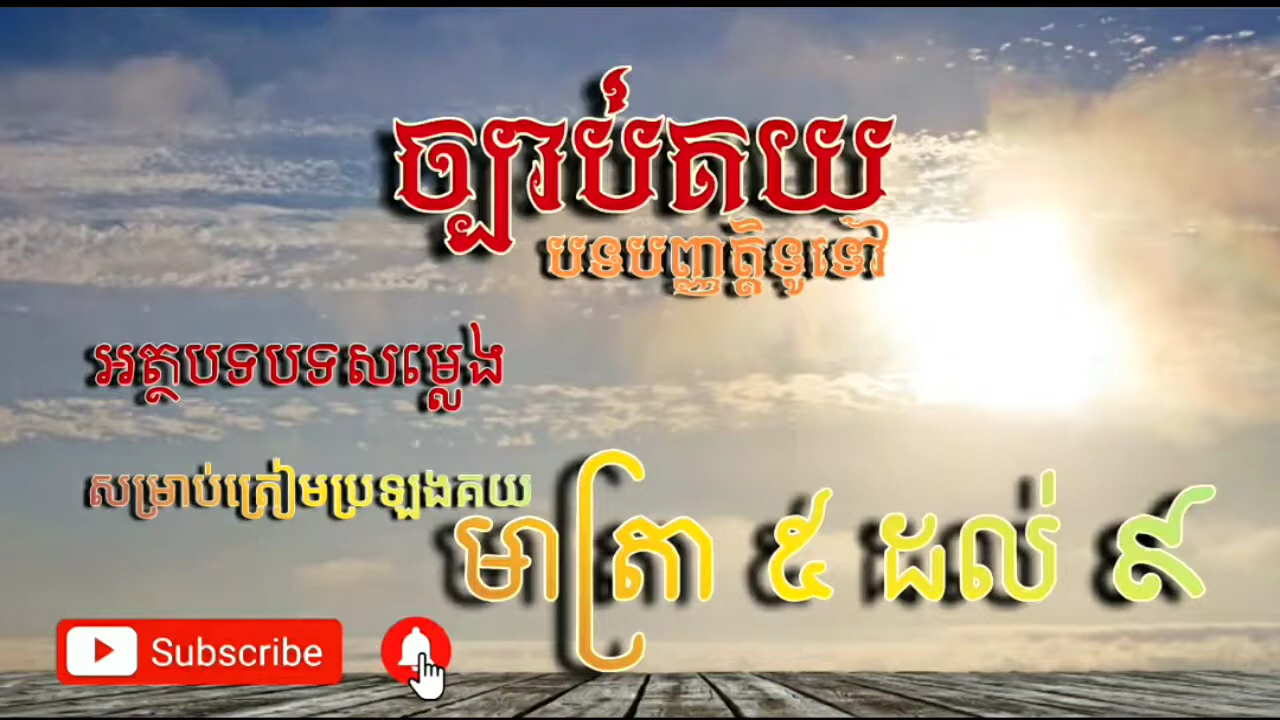 ច្បាប់គយ
បទបញ្ញត្តិទូទៅ
អត្ថបទបទសម្លេង
សម្រាប់ត្រៀមប្រឡងគយ
មាត្រា ៥ ដល់ ៩
Subscribe